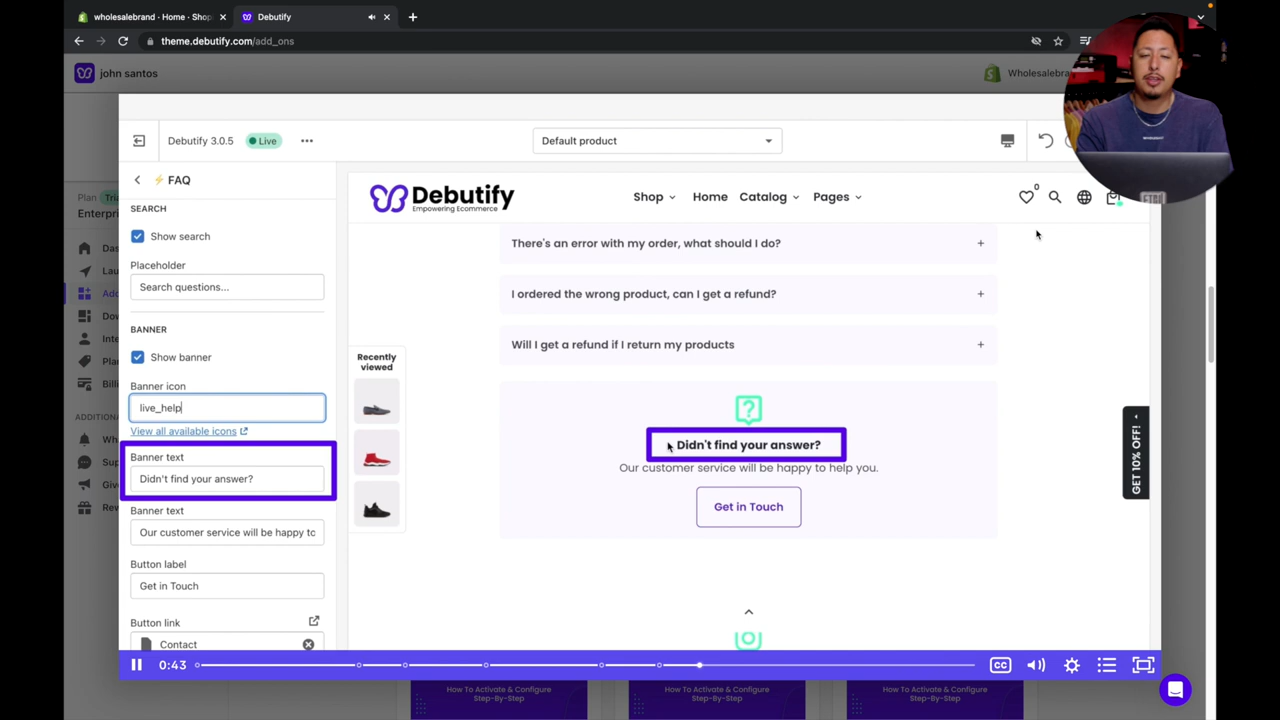 wholesalebrand · Home · Shop
Debutify
theme.debutify.com/add_ons
john santos
Wholesalebra
Debutify 3.0.5
Live
Default product
Plan
Enterpri
FAQ
SEARCH
Show search
Placeholder
Search questions...
BANNER
Show banner
Banner icon
live_help
View all available icons
Banner text
Didn't find your answer?
Banner text
Our customer service will be happy to
Button label
Get in Touch
Button link
Contact
Debutify
Empowering Ecommerce
Shop
Home
Catalog
Pages
0
There's an error with my order, what should I do?
I ordered the wrong product, can I get a refund?
Will I get a refund if I return my products
Recently
viewed
Didn't find your answer?
Our customer service will be happy to help you.
Get in Touch
GET 10% OFF!
0:43
CC
How To Activate & Configure
Step-By-Step
How To Activate & Configure
Step-By-Step
How To Activate & Configure
Step-By-Step